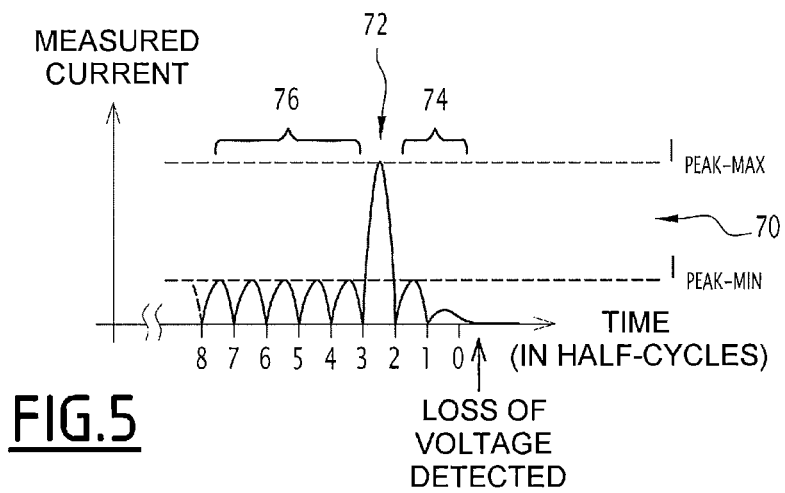 MEASURED
CURRENT
72
76
74
I PEAK-MAX
70
I PEAK-MIN
8 7 6 5 4 3 2 1 0
TIME
(IN HALF-CYCLES)
LOSS OF
VOLTAGE
DETECTED
FIG.5